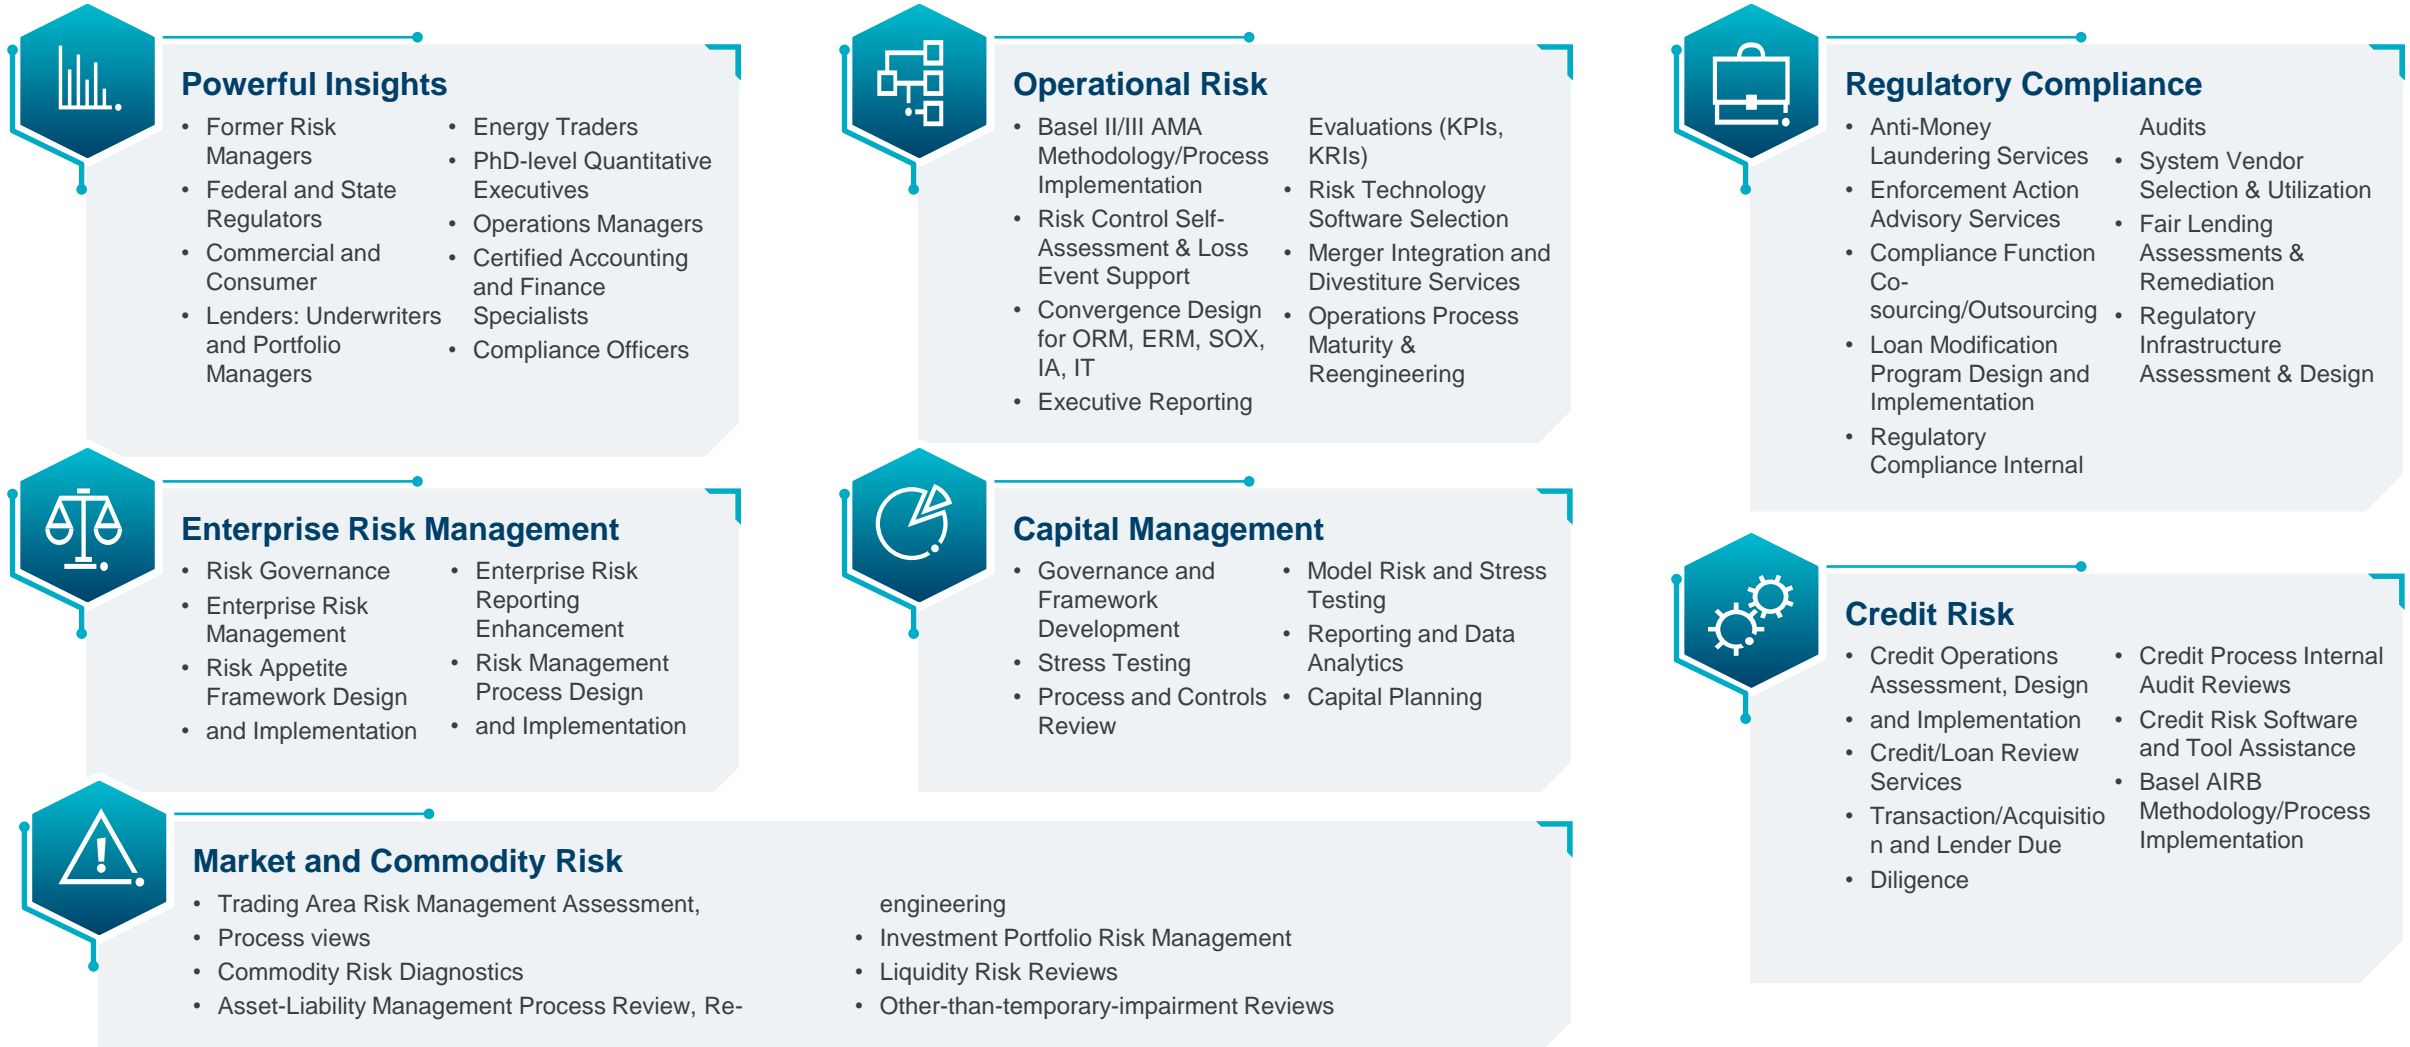 Powerful Insights
• Former Risk
Managers
• Federal and State
Regulators
• Commercial and
Consumer
• Lenders: Underwriters
and Portfolio
Managers
• Energy Traders
• PhD-level Quantitative
Executives
• Operations Managers
• Certified Accounting
and Finance
Specialists
• Compliance Officers
Operational Risk
• Basel II/III AMA
Methodology/Process
Implementation
• Risk Control Self-
Assessment & Loss
Event Support
• Convergence Design
for ORM, ERM, SOX,
IA, IT
• Executive Reporting
Evaluations (KPIs,
KRIs)
• Risk Technology
Software Selection
• Merger Integration and
Divestiture Services
• Operations Process
Maturity &
Reengineering
Regulatory Compliance
• Anti-Money
Laundering Services
• Enforcement Action
Advisory Services
• Compliance Function
Co-
sourcing/Outsourcing
• Loan Modification
Program Design and
Implementation
• Regulatory
Compliance Internal
Audits
• System Vendor
Selection & Utilization
• Fair Lending
Assessments &
Remediation
• Regulatory
Infrastructure
Assessment & Design
Enterprise Risk Management
• Risk Governance
• Enterprise Risk
Management
• Risk Appetite
Framework Design
• and Implementation
• Enterprise Risk
Reporting
Enhancement
• Risk Management
Process Design
• and Implementation
Capital Management
• Governance and
Framework
Development
• Stress Testing
• Process and Controls
Review
• Model Risk and Stress
Testing
• Reporting and Data
Analytics
• Capital Planning
Credit Risk
• Credit Operations
Assessment, Design
• and Implementation
• Credit/Loan Review
Services
• Transaction/Acquisitio
n and Lender Due
• Diligence
• Credit Process Internal
Audit Reviews
• Credit Risk Software
and Tool Assistance
• Basel AIRB
Methodology/Process
Implementation
Market and Commodity Risk
• Trading Area Risk Management Assessment,
• Process views
• Commodity Risk Diagnostics
• Asset-Liability Management Process Review, Re-
engineering
• Investment Portfolio Risk Management
• Liquidity Risk Reviews
• Other-than-temporary-impairment Reviews